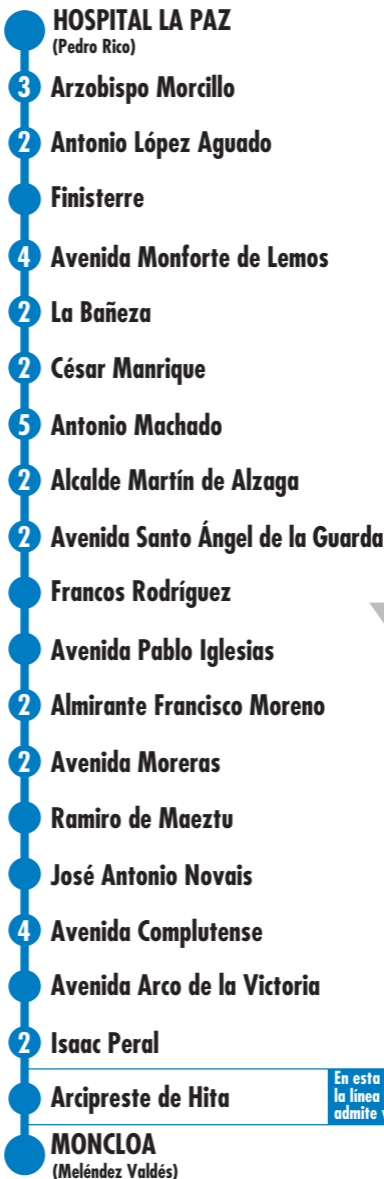 HOSPITAL LA PAZ
(Pedro Rico)
3 Arzobispo Morcillo
2 Antonio López Aguado
Finisterre
4 Avenida Monforte de Lemos
2 La Bañeza
2 César Manrique
5 Antonio Machado
2 Alcalde Martín de Alzaga
2 Avenida Santo Ángel de la Guarda
Francos Rodríguez
Avenida Pablo Iglesias
2 Almirante Francisco Moreno
2 Avenida Moreras
Ramiro de Maeztu
José Antonio Novais
4 Avenida Complutense
Avenida Arco de la Victoria
2 Isaac Peral
Arcipreste de Hita
En esta
la línea
admite
MONCLOA
(Meléndez Valdés)